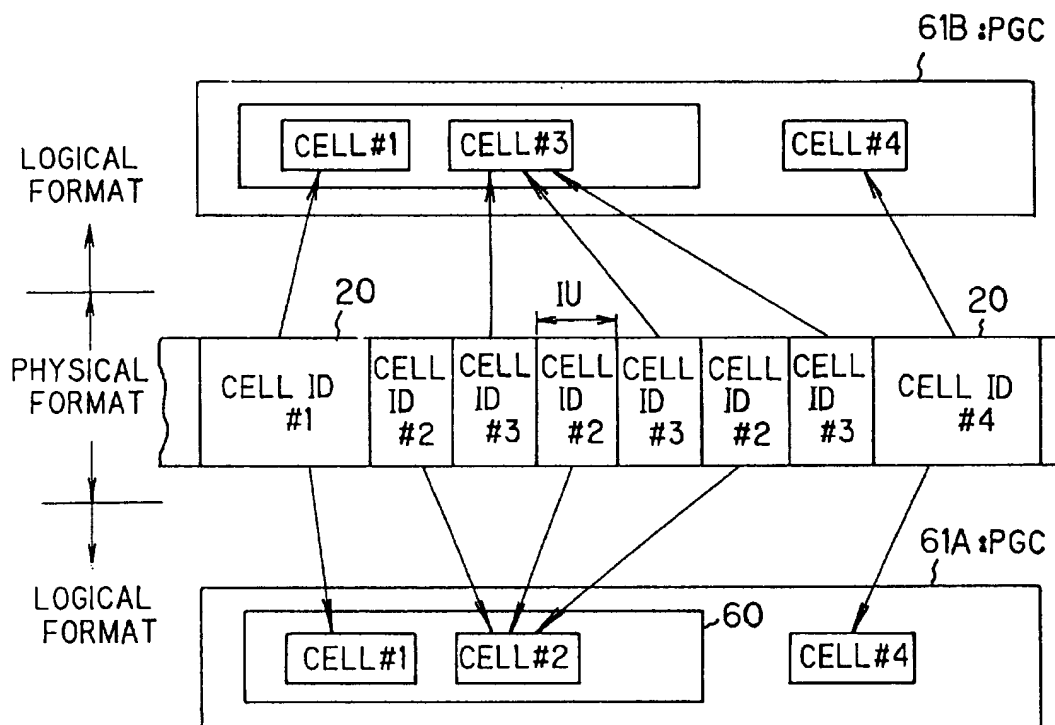 61B :PGC
CELL#1
CELL#3
CELL#4
LOGICAL
FORMAT
20
IU
20
PHYSICAL
FORMAT
CELL ID
#1
CELL
ID
#2
CELL
ID
#3
CELL
ID
#2
CELL
ID
#3
CELL
ID
#2
CELL
ID
#3
CELL ID
#4
61A :PGC
LOGICAL
FORMAT
60
CELL#1
CELL#2
CELL#4